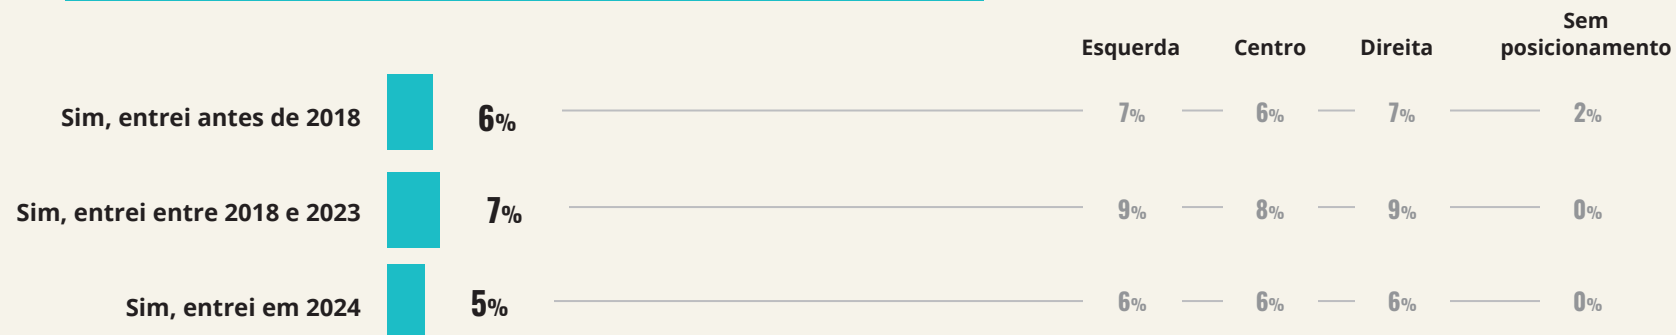 Sem
Esquerda Centro Direita posicionamento
Sim, entrei antes de 2018 6% 7% 6% 7% 2%
Sim, entrei entre 2018 e 2023 7% 9% 8% 9% 0%
Sim, entrei em 2024 5% 6% 6% 6% 0%